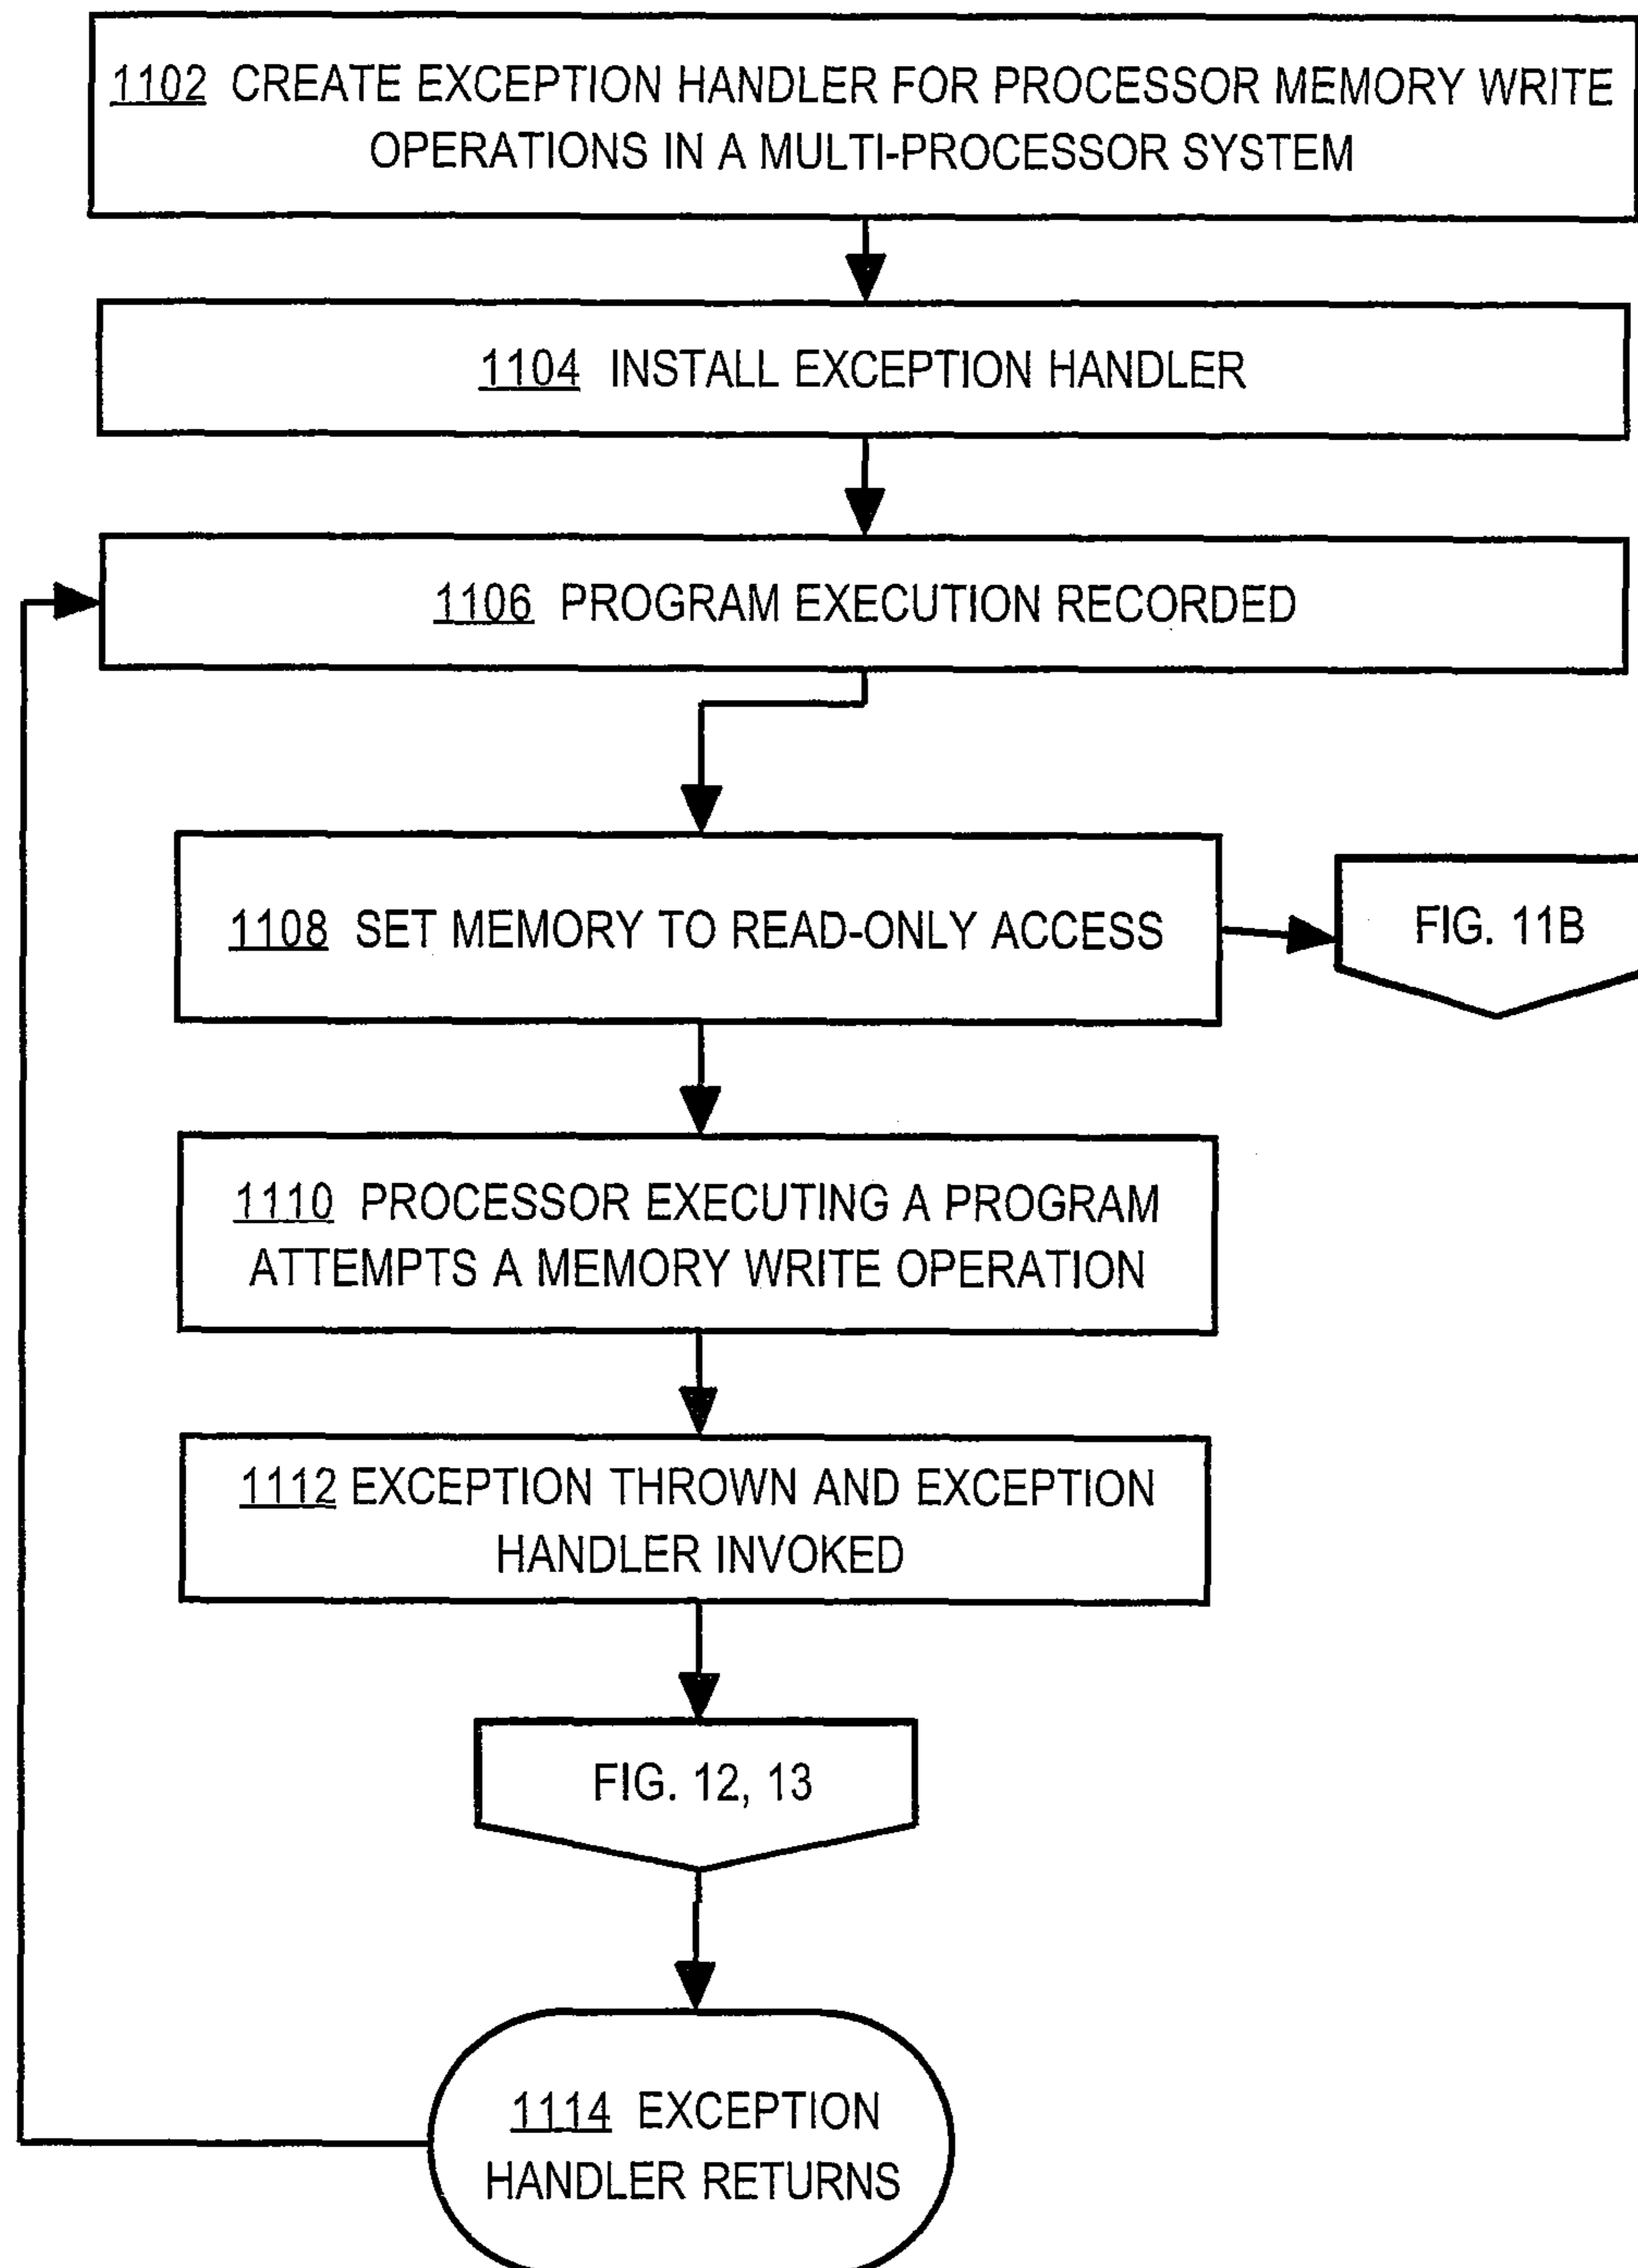 1102 CREATE EXCEPTION HANDLER FOR PROCESSOR MEMORY WRITE
OPERATIONS IN A MULTI-PROCESSOR SYSTEM
1104 INSTALL EXCEPTION HANDLER
1106 PROGRAM EXECUTION RECORDED
1108 SET MEMORY TO READ-ONLY ACCESS
FIG. 11B
1110 PROCESSOR EXECUTING A PROGRAM
ATTEMPTS A MEMORY WRITE OPERATION
1112 EXCEPTION THROWN AND EXCEPTION
HANDLER INVOKED
FIG. 12, 13
1114 EXCEPTION
HANDLER RETURNS